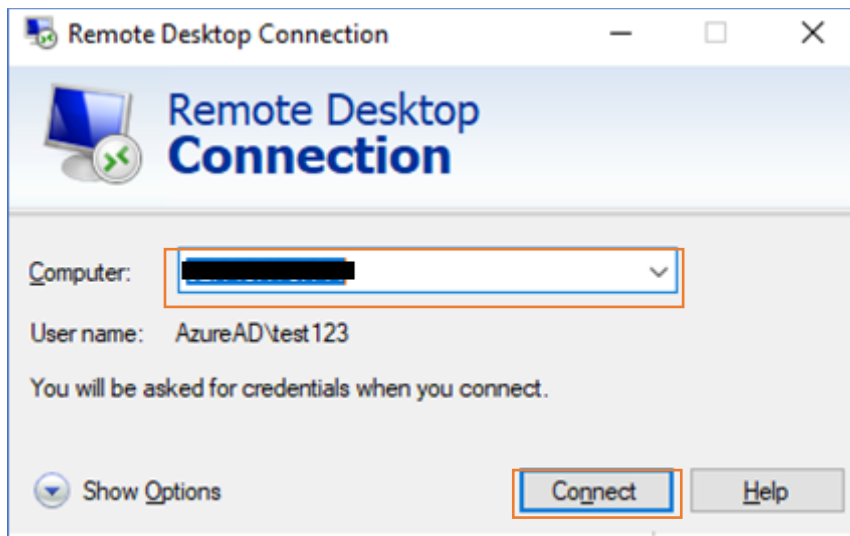 Remote Desktop Connection
Remote Desktop
Connection
Computer:
User name: AzureAD\test123
You will be asked for credentials when you connect.
Show Options Connect Help